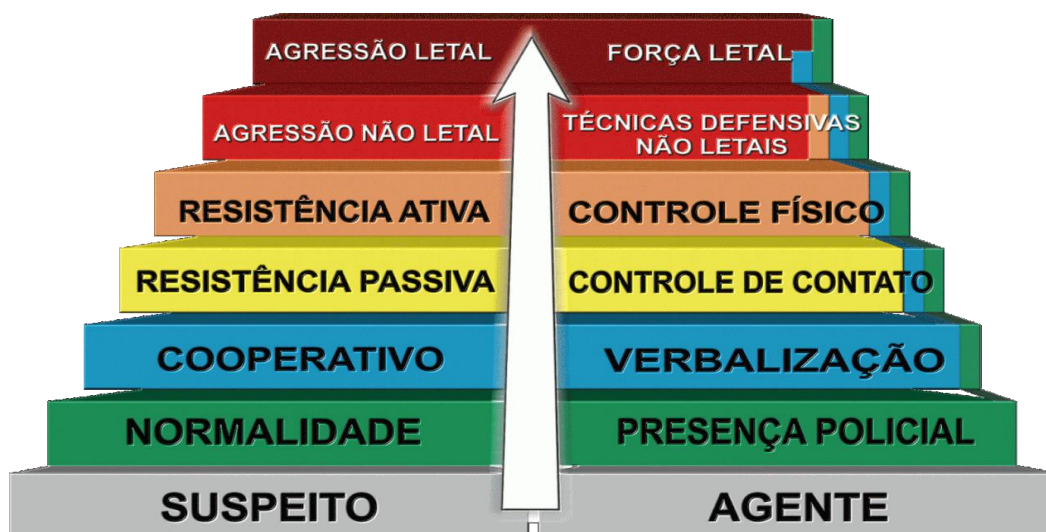 AGRESSÃO LETAL
FORÇA LETAL
AGRESSÃO NÃO LETAL
TÉCNICAS DEFENSIVAS
NÃO LETAIS
RESISTÊNCIA ATIVA
CONTROLE FÍSICO
RESISTÊNCIA PASSIVA
CONTROLE DE CONTATO
COOPERATIVO
VERBALIZAÇÃO
NORMALIDADE
PRESENÇA POLICIAL
SUSPEITO
AGENTE